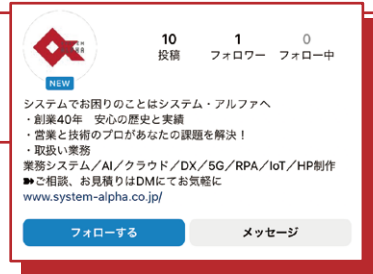 10 1 0
投稿 フォロワー フォロー中
NEW
システムでお困りのことはシステム・アルファへ
・創業40年 安心の歴史と実績
・営業と技術のプロがあなたの課題を解決！
・取扱い業務
業務システム／AI／クラウド／DX／5G／RPA／IoT／HP制作
➽ご相談、お見積りはDMにてお気軽に
www.system-alpha.co.jp/
フォローする メッセージ